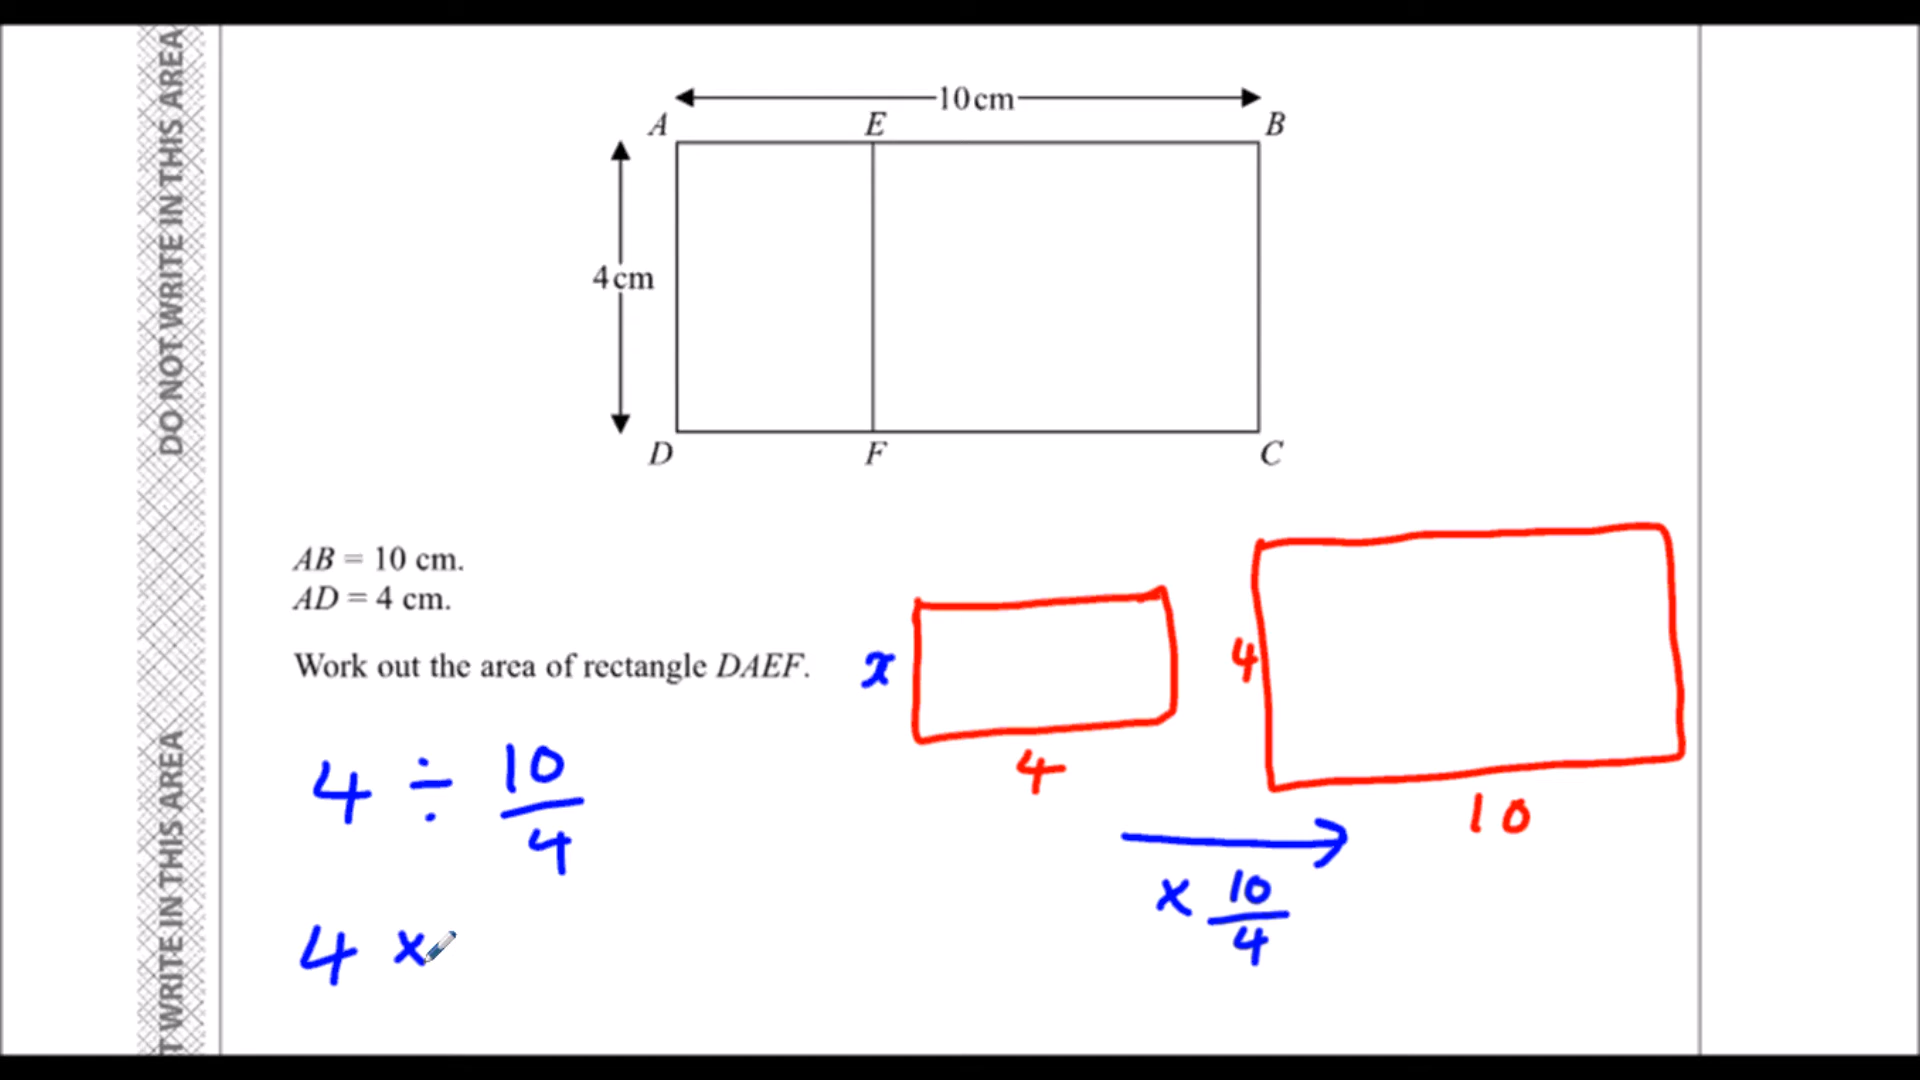 DO NOT WRITE IN THIS AREA
T WRITE IN THIS AREA
10 cm
A E B
4 cm
D F C
AB = 10 cm.
AD = 4 cm.
Work out the area of rectangle DAEF.
x
4
4
10
× 10/4
4 ÷ 10/4
4 ×